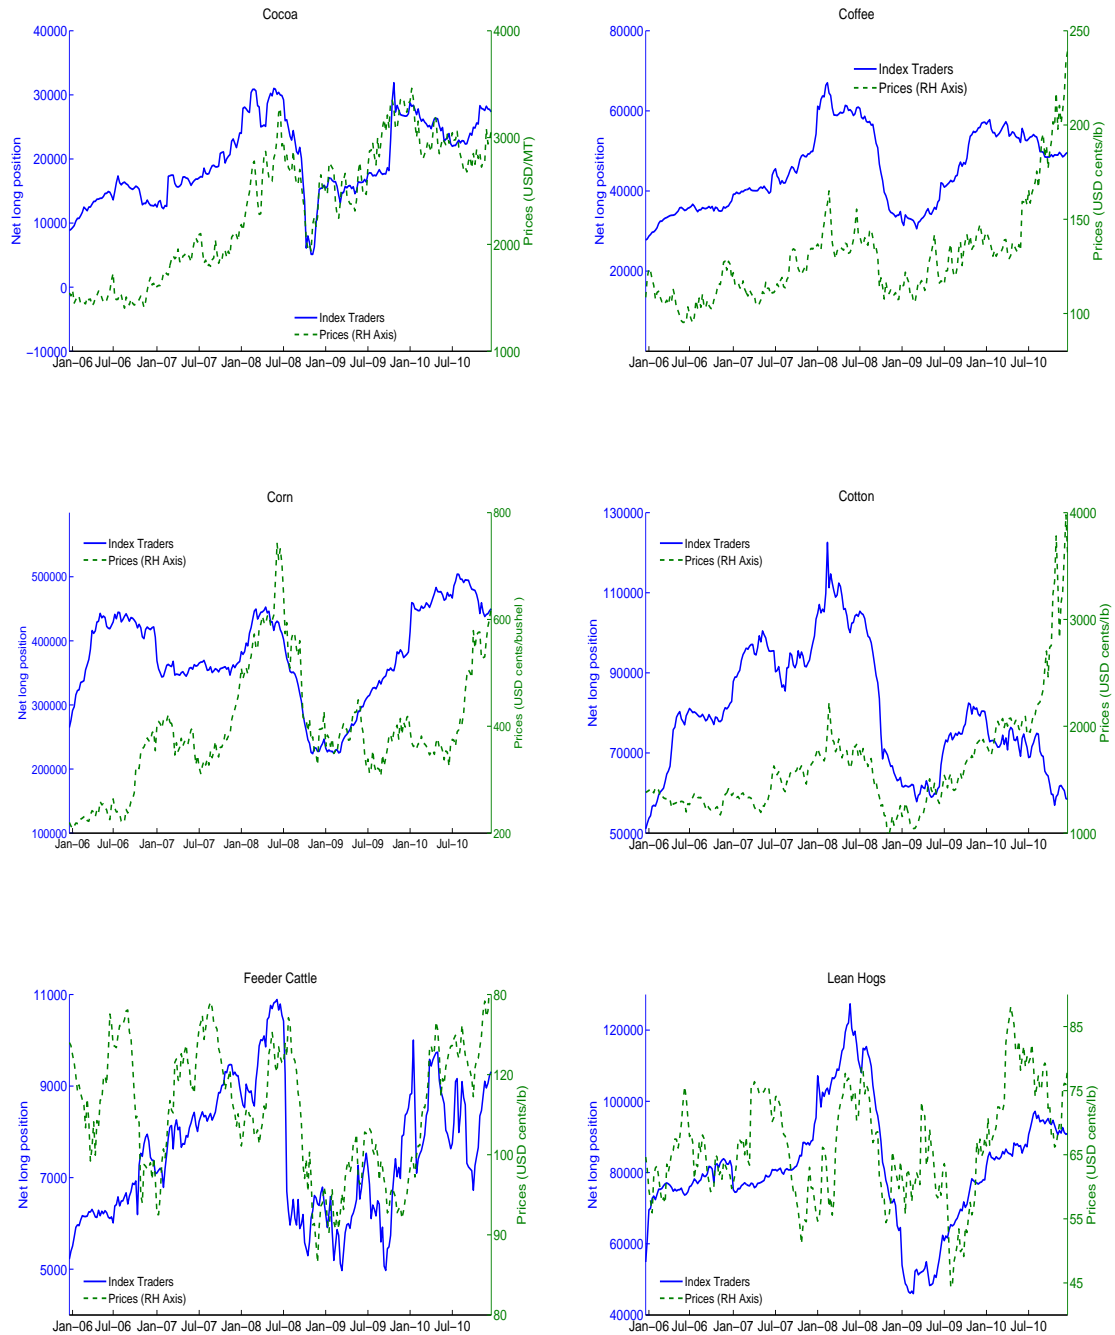 Cocoa
40000
30000
20000
10000
0
−10000
4000
3000
2000
1000
Net long position
Prices (USD/MT)
Index Traders
Prices (RH Axis)
Jan−06 Jul−06 Jan−07 Jul−07 Jan−08 Jul−08 Jan−09 Jul−09 Jan−10 Jul−10
Coffee
80000
60000
40000
20000
250
200
150
100
Net long position
Prices (USD cents/lb)
Index Traders
Prices (RH Axis)
Jan−06 Jul−06 Jan−07 Jul−07 Jan−08 Jul−08 Jan−09 Jul−09 Jan−10 Jul−10
Corn
500000
400000
300000
200000
100000
800
600
400
200
Net long position
Prices (USD cents/bushel )
Index Traders
Prices (RH Axis)
Jan−06 Jul−06 Jan−07 Jul−07 Jan−08 Jul−08 Jan−09 Jul−09 Jan−10 Jul−10
Cotton
130000
110000
90000
70000
50000
4000
3000
2000
1000
Net long position
Prices (USD cents/lb)
Index Traders
Prices (RH Axis)
Jan−06 Jul−06 Jan−07 Jul−07 Jan−08 Jul−08 Jan−09 Jul−09 Jan−10 Jul−10
Feeder Cattle
11000
9000
7000
5000
80
120
100
90
80
Net long position
Prices (USD cents/lb)
Index Traders
Prices (RH Axis)
Jan−06 Jul−06 Jan−07 Jul−07 Jan−08 Jul−08 Jan−09 Jul−09 Jan−10 Jul−10
Lean Hogs
120000
100000
80000
60000
40000
85
75
65
55
45
Net long position
Prices (USD cents/lb)
Index Traders
Prices (RH Axis)
Jan−06 Jul−06 Jan−07 Jul−07 Jan−08 Jul−08 Jan−09 Jul−09 Jan−10 Jul−10